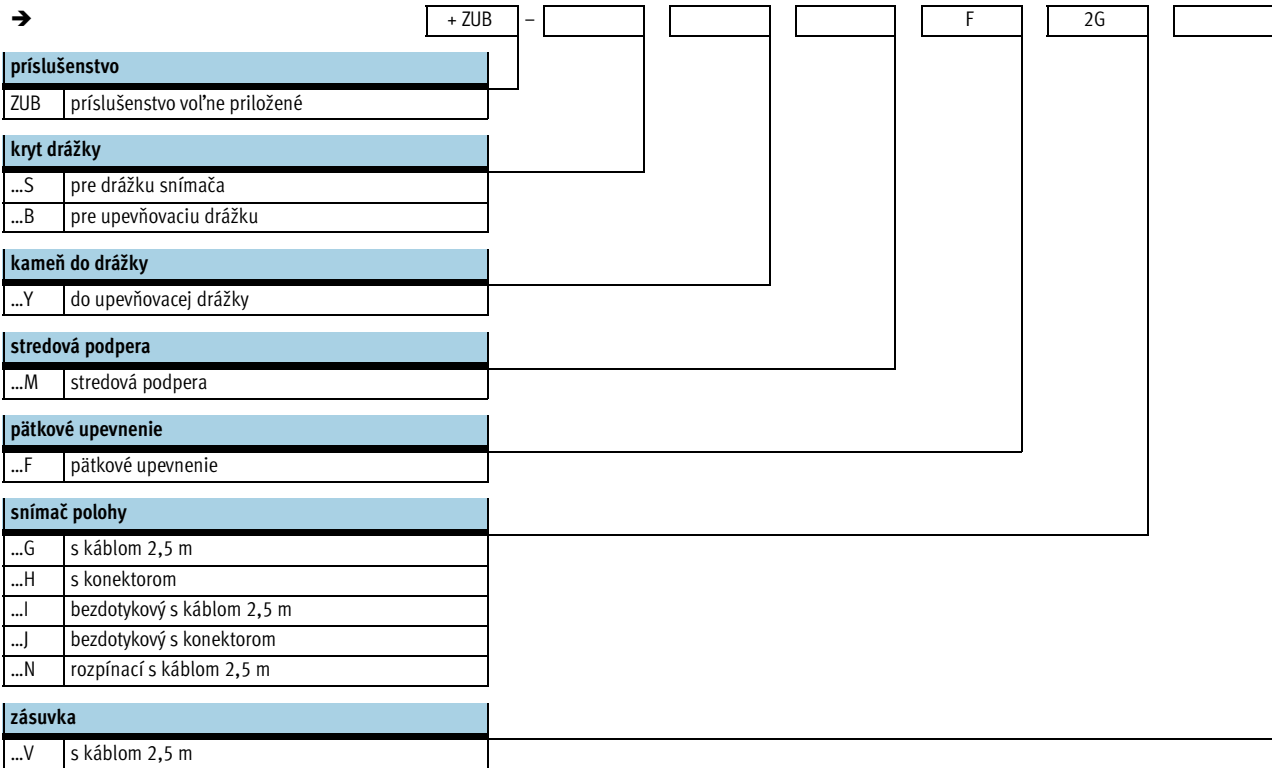 ➔ + ZUB – F 2G
príslušenstvo
ZUB príslušenstvo voľne priložené
kryt drážky
...S pre drážku snímača
...B pre upevňovaciu drážku
kameň do drážky
...Y do upevňovacej drážky
stredová podpera
...M stredová podpera
pätkové upevnenie
...F pätkové upevnenie
snímač polohy
...G s káblom 2,5 m
...H s konektorom
...I bezdotykový s káblom 2,5 m
...J bezdotykový s konektorom
...N rozpínací s káblom 2,5 m
zásuvka
...V s káblom 2,5 m